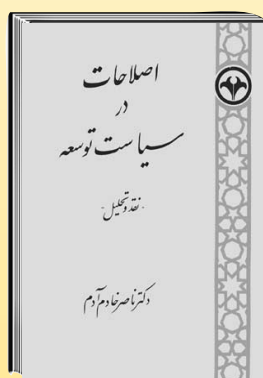 اصلاحات
در
سیاست توسعه
- نقد و تحلیل -
دکتر ناصر خادم آدم